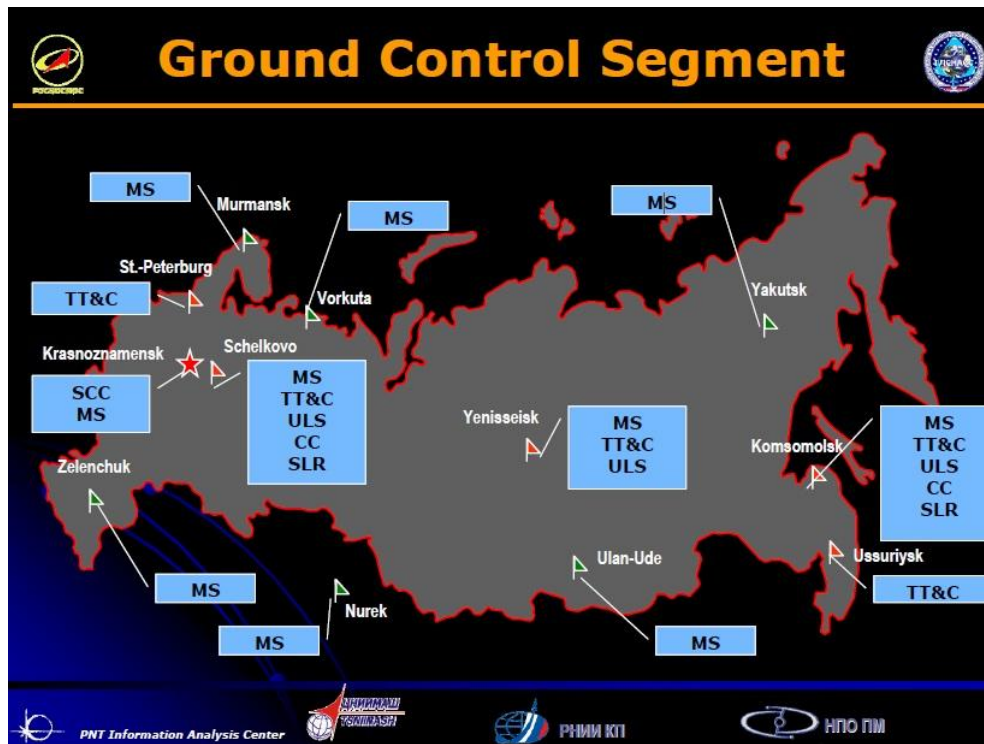 Ground Control Segment
РОСКОСМОС
ГЛОНАСС
MS
Murmansk
MS
MS
St.-Peterburg
TT&C
Vorkuta
Yakutsk
Krasnoznamensk
Schelkovo
SCC
MS
MS
TT&C
ULS
CC
SLR
Yenisseisk
MS
TT&C
ULS
Komsomolsk
MS
TT&C
ULS
CC
SLR
Zelenchuk
MS
Nurek
MS
Ulan-Ude
MS
Ussuriysk
TT&C
PNT Information Analysis Center
ЦНИИМАШ
TSNIIMASH
РНИИ КП
НПО ПМ